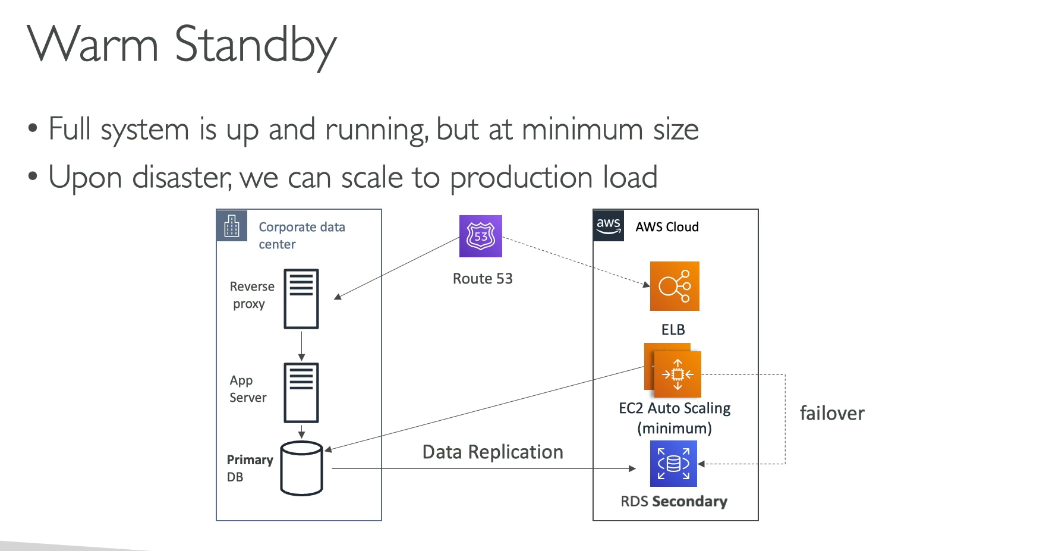 Warm Standby
• Full system is up and running, but at minimum size
• Upon disaster, we can scale to production load
Corporate data
center
Reverse
proxy
App
Server
Primary
DB
53
Route 53
Data Replication
aws
AWS Cloud
ELB
EC2 Auto Scaling
(minimum)
RDS Secondary
failover